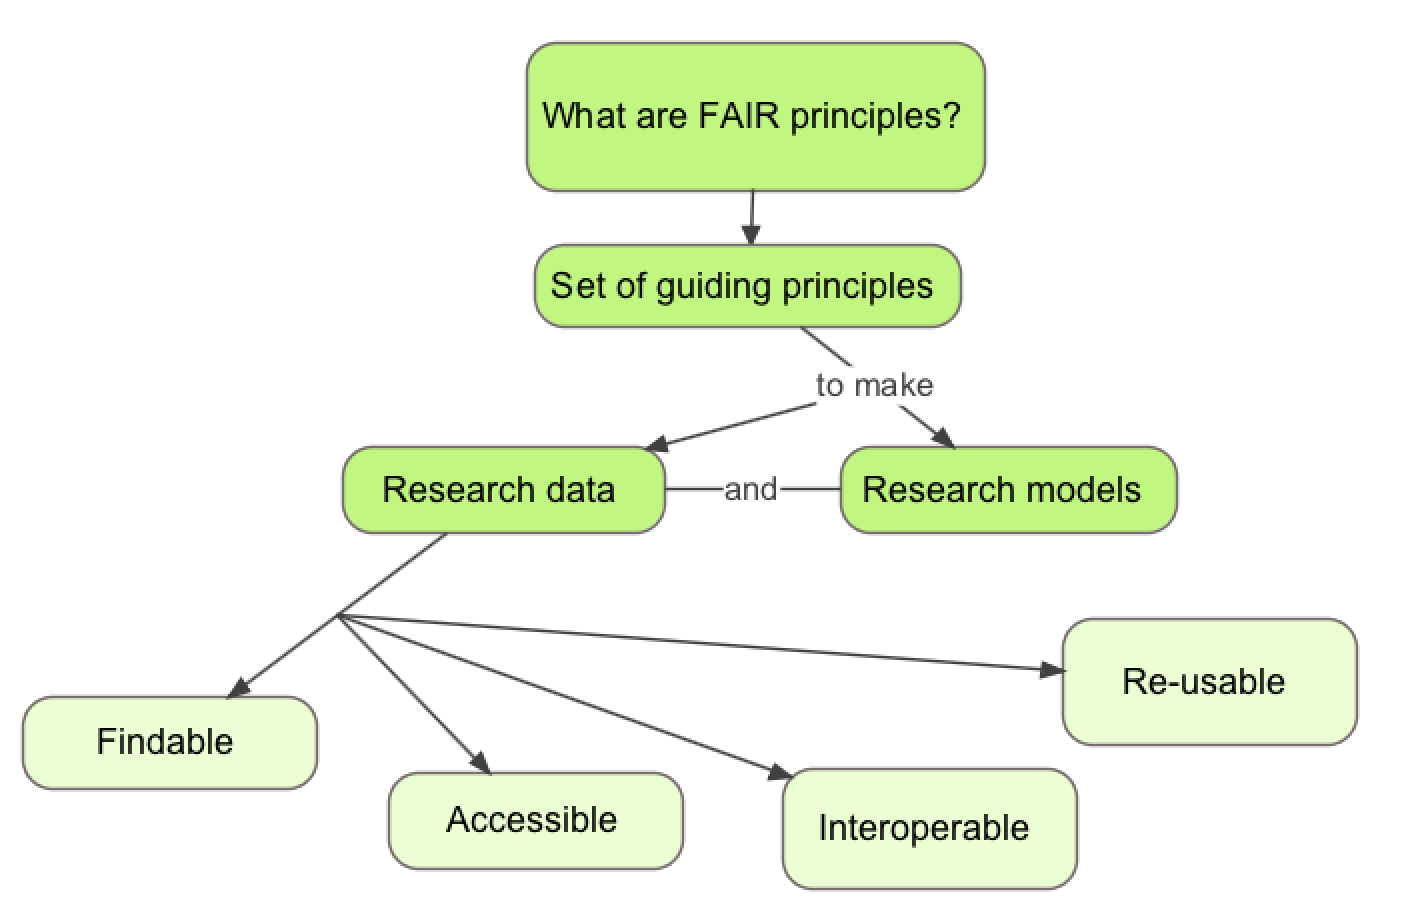 What are FAIR principles?
Set of guiding principles
to make
Research data
and
Research models
Re-usable
Findable
Accessible
Interoperable